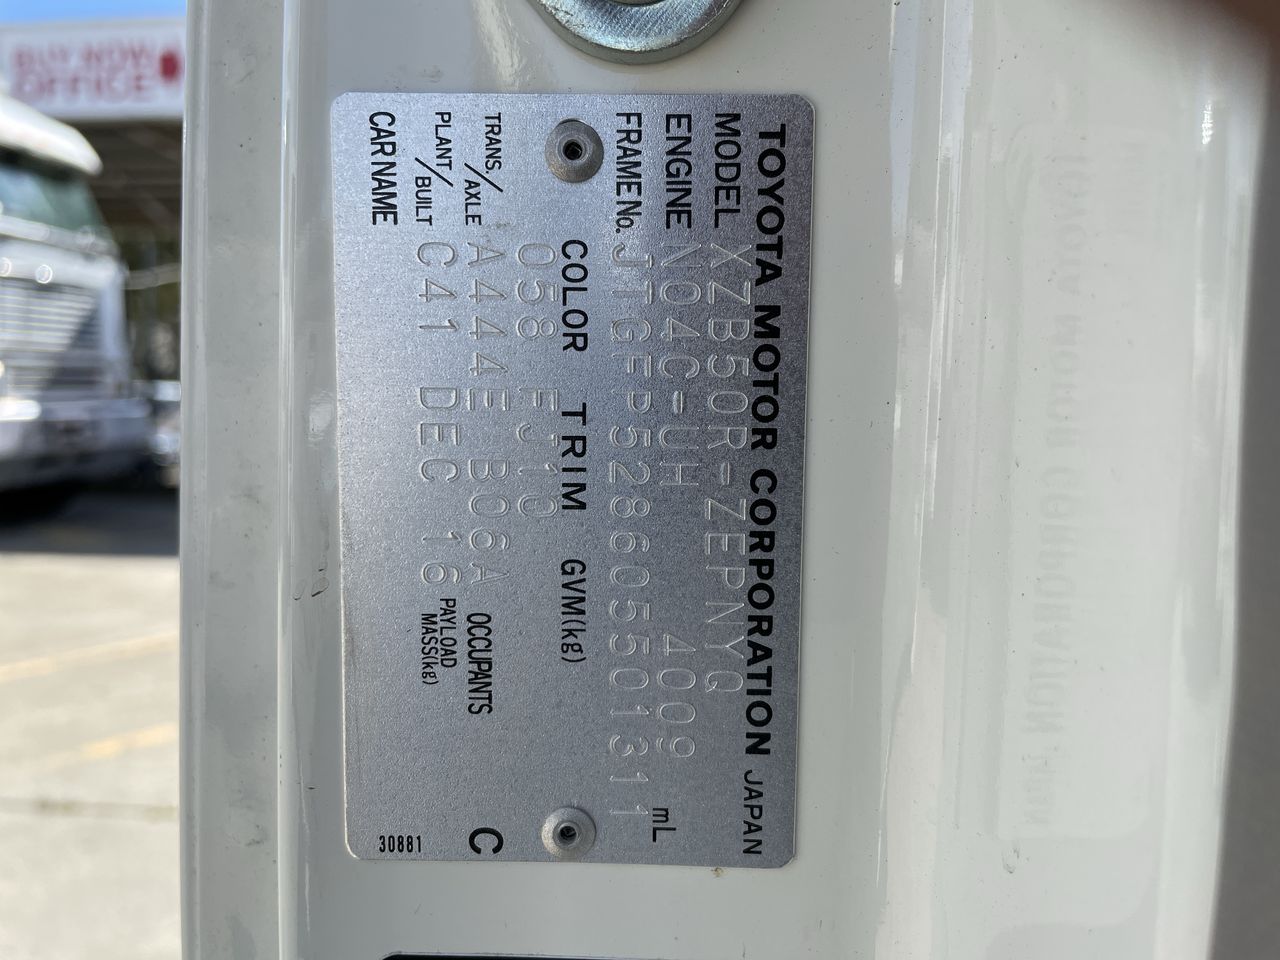 BUY NOW
OFFICE
TOYOTA MOTOR CORPORATION JAPAN
MODEL XZB50R-ZEPNYQ
ENGINE N04C-UH 4009 mL
FRAME No. JTGFP528605501311
COLOR TRIM GVM(kg)
058 FJ10
TRANS./AXLE A444E B06A OCCUPANTS C
PLANT/BUILT C41 DEC 16 PAYLOAD MASS(kg)
CAR NAME 30881